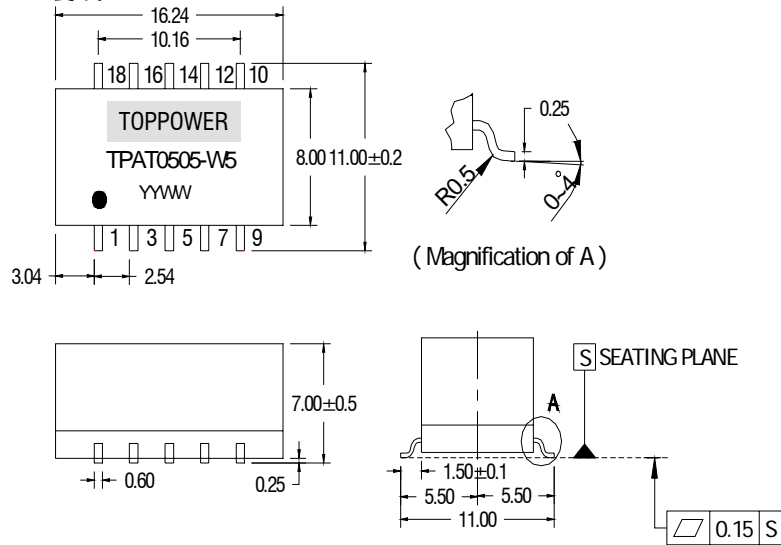 16.24
10.16
18 16 14 12 10
TOPPOWER
TPAT0505-W5
YYWW
8.00 11.00±0.2
1 3 5 7 9
3.04
2.54
0.25
R0.5
0~4°
( Magnification of A )
7.00±0.5
0.60
0.25
S SEATING PLANE
A
1.50±0.1
5.50 5.50
11.00
0.15 S